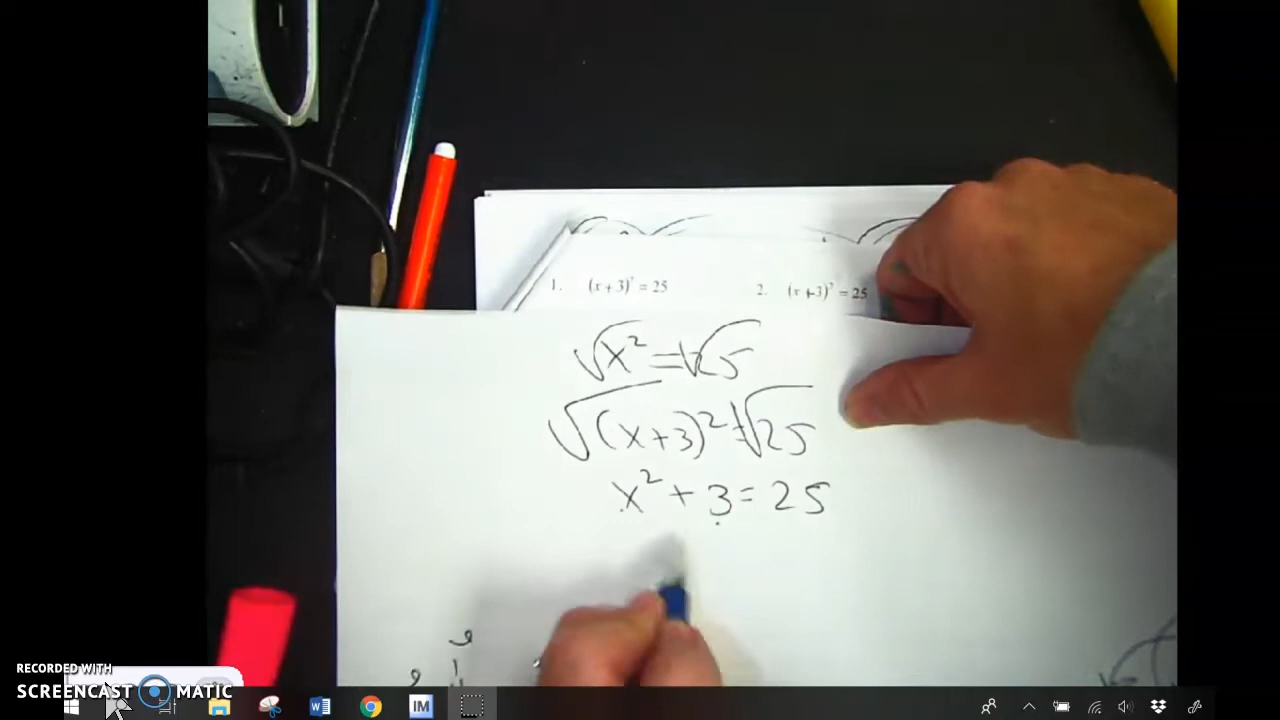 1. (x + 3)² = 25 2. (x + 3)² = 25
√x² = √25
√(x+3)² = √25
x² + 3 = 25
RECORDED WITH
SCREENCAST MATIC
W
IM